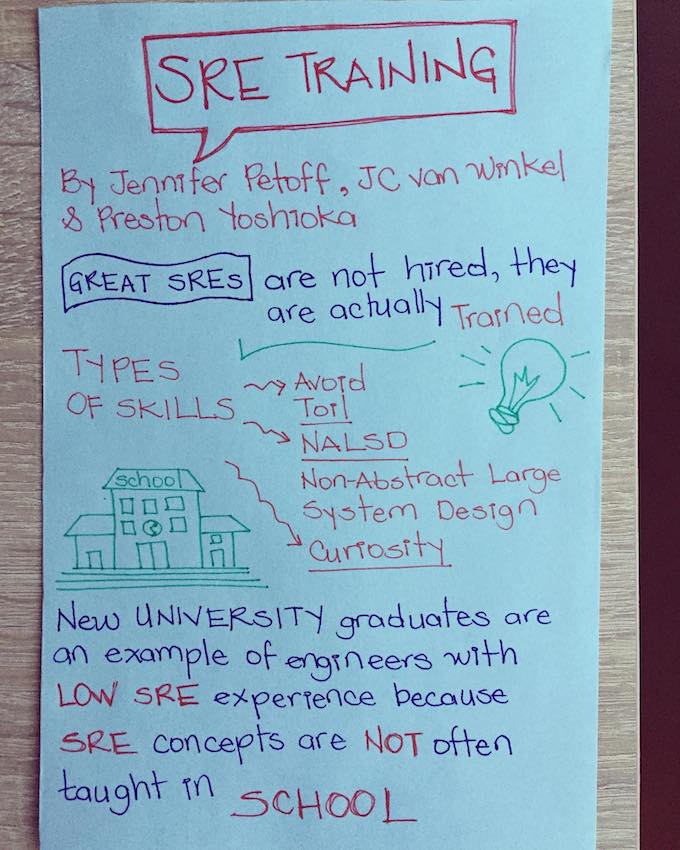 SRE TRAINING
By Jennifer Petoff, JC van Winkel
& Preston Yoshioka
GREAT SREs are not hired, they
are actually Trained
TYPES
OF SKILLS
Avoid
Toil
NALSD
Non-Abstract Large
System Design
Curiosity
school
New UNIVERSITY graduates are
an example of engineers with
LOW SRE experience because
SRE concepts are NOT often
taught in SCHOOL